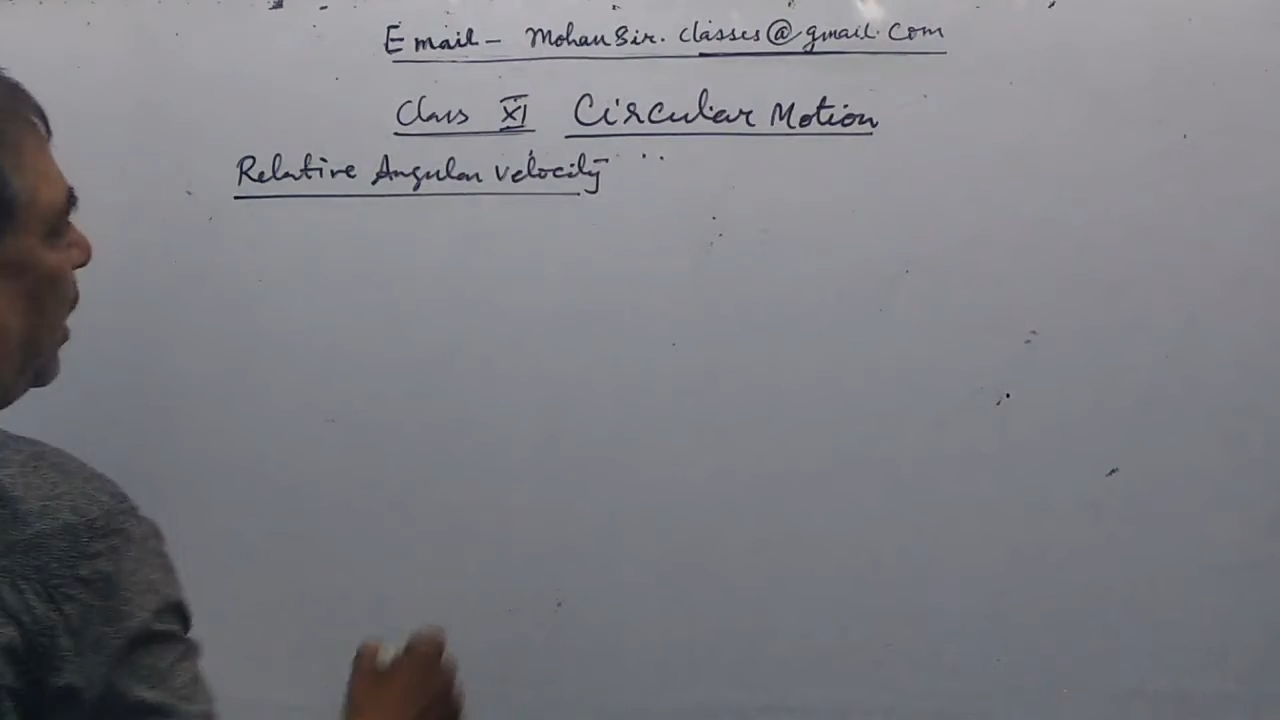 Email - MohanSir.classes@gmail.com
Class XI Circular Motion
Relative Angular Velocity